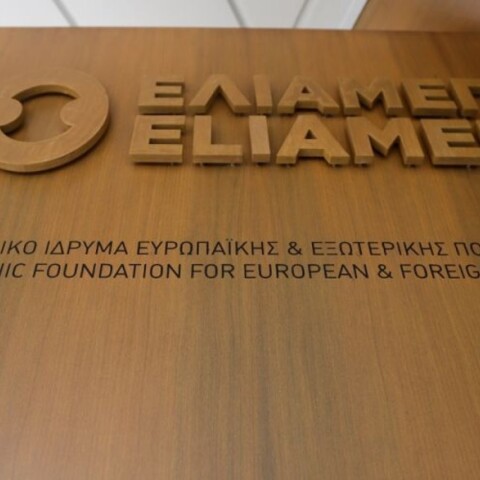 ΕΛΙΑΜΕΠ
ELIAMEP
ΙΚΟ ΙΔΡΥΜΑ ΕΥΡΩΠΑΪΚΗΣ & ΕΞΩΤΕΡΙΚΗΣ ΠΟ
NIC FOUNDATION FOR EUROPEAN & FOREIG